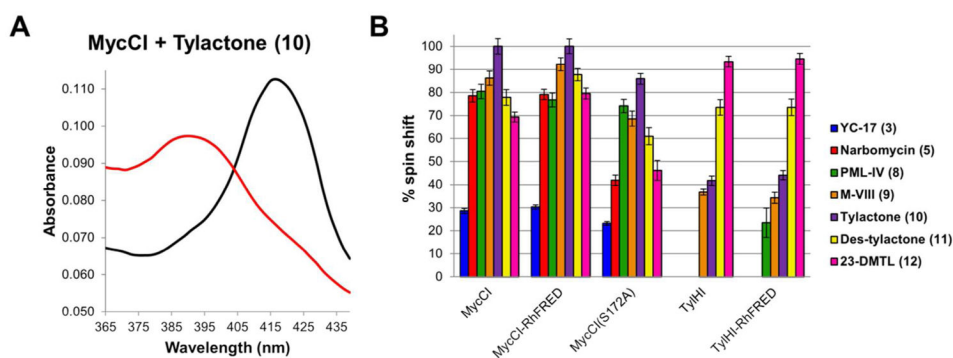 A
MycCI + Tylactone (10)
Absorbance
0.110
0.100
0.090
0.080
0.070
0.060
0.050
365 375 385 395 405 415 425 435
Wavelength (nm)
B
% spin shift
100
90
80
70
60
50
40
30
20
10
0
MycCI
MycCI-RhFRED
MycCI(S172A)
TylHI
TylHI-RhFRED
YC-17 (3)
Narbomycin (5)
PML-IV (8)
M-VIII (9)
Tylactone (10)
Des-tylactone (11)
23-DMTL (12)